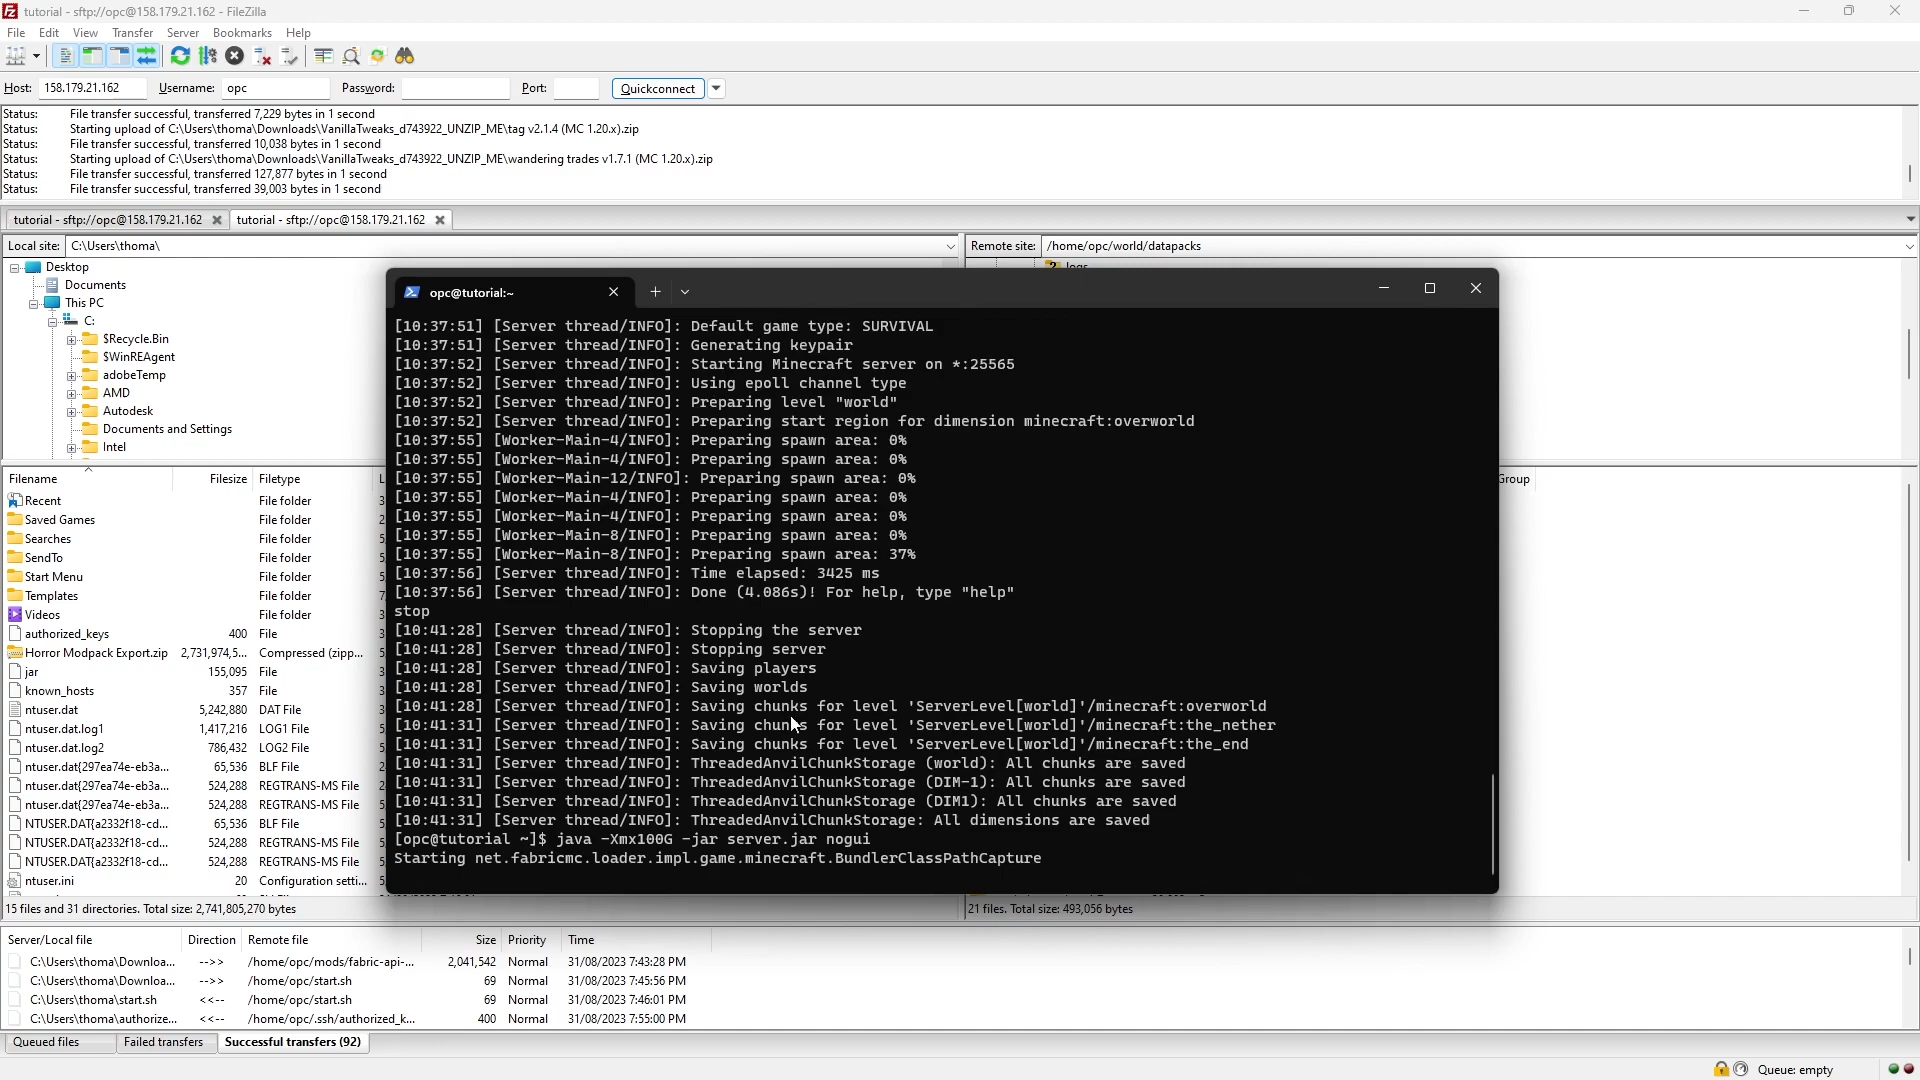 tutorial - sftp://opc@158.179.21.162 - FileZilla
File Edit View Transfer Server Bookmarks Help
Host: 158.179.21.162 Username: opc Password: Port: Quickconnect
Status: File transfer successful, transferred 7,229 bytes in 1 second
Status: Starting upload of C:\Users\thoma\Downloads\VanillaTweaks_d743922_UNZIP_ME\tag v2.1.4 (MC 1.20.x).zip
Status: File transfer successful, transferred 10,038 bytes in 1 second
Status: Starting upload of C:\Users\thoma\Downloads\VanillaTweaks_d743922_UNZIP_ME\wandering trades v1.7.1 (MC 1.20.x).zip
Status: File transfer successful, transferred 127,877 bytes in 1 second
Status: File transfer successful, transferred 39,003 bytes in 1 second
tutorial - sftp://opc@158.179.21.162 tutorial - sftp://opc@158.179.21.162
Local site: C:\Users\thoma\
Remote site: /home/opc/world/datapacks
Desktop
Documents
This PC
C:
$Recycle.Bin
$WinREAgent
adobeTemp
AMD
Autodesk
Documents and Settings
Intel
Filename Filesize Filetype
Recent File folder
Saved Games File folder
Searches File folder
SendTo File folder
Start Menu File folder
Templates File folder
Videos File folder
authorized_keys 400 File
Horror Modpack Export.zip 2,731,974,5... Compressed (zipp...
jar 155,095 File
known_hosts 357 File
ntuser.dat 5,242,880 DAT File
ntuser.dat.log1 1,417,216 LOG1 File
ntuser.dat.log2 786,432 LOG2 File
ntuser.dat{297ea74e-eb3a... 65,536 BLF File
ntuser.dat{297ea74e-eb3a... 524,288 REGTRANS-MS File
ntuser.dat{297ea74e-eb3a... 524,288 REGTRANS-MS File
NTUSER.DAT{a2332f18-cd... 65,536 BLF File
NTUSER.DAT{a2332f18-cd... 524,288 REGTRANS-MS File
NTUSER.DAT{a2332f18-cd... 524,288 REGTRANS-MS File
ntuser.ini 20 Configuration setti...
15 files and 31 directories. Total size: 2,741,805,270 bytes
opc@tutorial:~
[10:37:51] [Server thread/INFO]: Default game type: SURVIVAL
[10:37:51] [Server thread/INFO]: Generating keypair
[10:37:52] [Server thread/INFO]: Starting Minecraft server on *:25565
[10:37:52] [Server thread/INFO]: Using epoll channel type
[10:37:52] [Server thread/INFO]: Preparing level "world"
[10:37:52] [Server thread/INFO]: Preparing start region for dimension minecraft:overworld
[10:37:55] [Worker-Main-4/INFO]: Preparing spawn area: 0%
[10:37:55] [Worker-Main-4/INFO]: Preparing spawn area: 0%
[10:37:55] [Worker-Main-12/INFO]: Preparing spawn area: 0%
[10:37:55] [Worker-Main-4/INFO]: Preparing spawn area: 0%
[10:37:55] [Worker-Main-4/INFO]: Preparing spawn area: 0%
[10:37:55] [Worker-Main-8/INFO]: Preparing spawn area: 0%
[10:37:55] [Worker-Main-8/INFO]: Preparing spawn area: 37%
[10:37:56] [Server thread/INFO]: Time elapsed: 3425 ms
[10:37:56] [Server thread/INFO]: Done (4.086s)! For help, type "help"
stop
[10:41:28] [Server thread/INFO]: Stopping the server
[10:41:28] [Server thread/INFO]: Stopping server
[10:41:28] [Server thread/INFO]: Saving players
[10:41:28] [Server thread/INFO]: Saving worlds
[10:41:28] [Server thread/INFO]: Saving chunks for level 'ServerLevel[world]'/minecraft:overworld
[10:41:31] [Server thread/INFO]: Saving chunks for level 'ServerLevel[world]'/minecraft:the_nether
[10:41:31] [Server thread/INFO]: Saving chunks for level 'ServerLevel[world]'/minecraft:the_end
[10:41:31] [Server thread/INFO]: ThreadedAnvilChunkStorage (world): All chunks are saved
[10:41:31] [Server thread/INFO]: ThreadedAnvilChunkStorage (DIM-1): All chunks are saved
[10:41:31] [Server thread/INFO]: ThreadedAnvilChunkStorage (DIM1): All chunks are saved
[10:41:31] [Server thread/INFO]: ThreadedAnvilChunkStorage: All dimensions are saved
[opc@tutorial ~]$ java -Xmx100G -jar server.jar nogui
Starting net.fabricmc.loader.impl.game.minecraft.BundlerClassPathCapture
Group
21 files. Total size: 493,056 bytes
Server/Local file Direction Remote file Size Priority Time
C:\Users\thoma\Downloa... -->> /home/opc/mods/fabric-api-... 2,041,542 Normal 31/08/2023 7:43:28 PM
C:\Users\thoma\Downloa... -->> /home/opc/start.sh 69 Normal 31/08/2023 7:45:56 PM
C:\Users\thoma\start.sh <<-- /home/opc/start.sh 69 Normal 31/08/2023 7:46:01 PM
C:\Users\thoma\authorize... <<-- /home/opc/.ssh/authorized_k... 400 Normal 31/08/2023 7:55:00 PM
Queued files Failed transfers Successful transfers (92)
Queue: empty